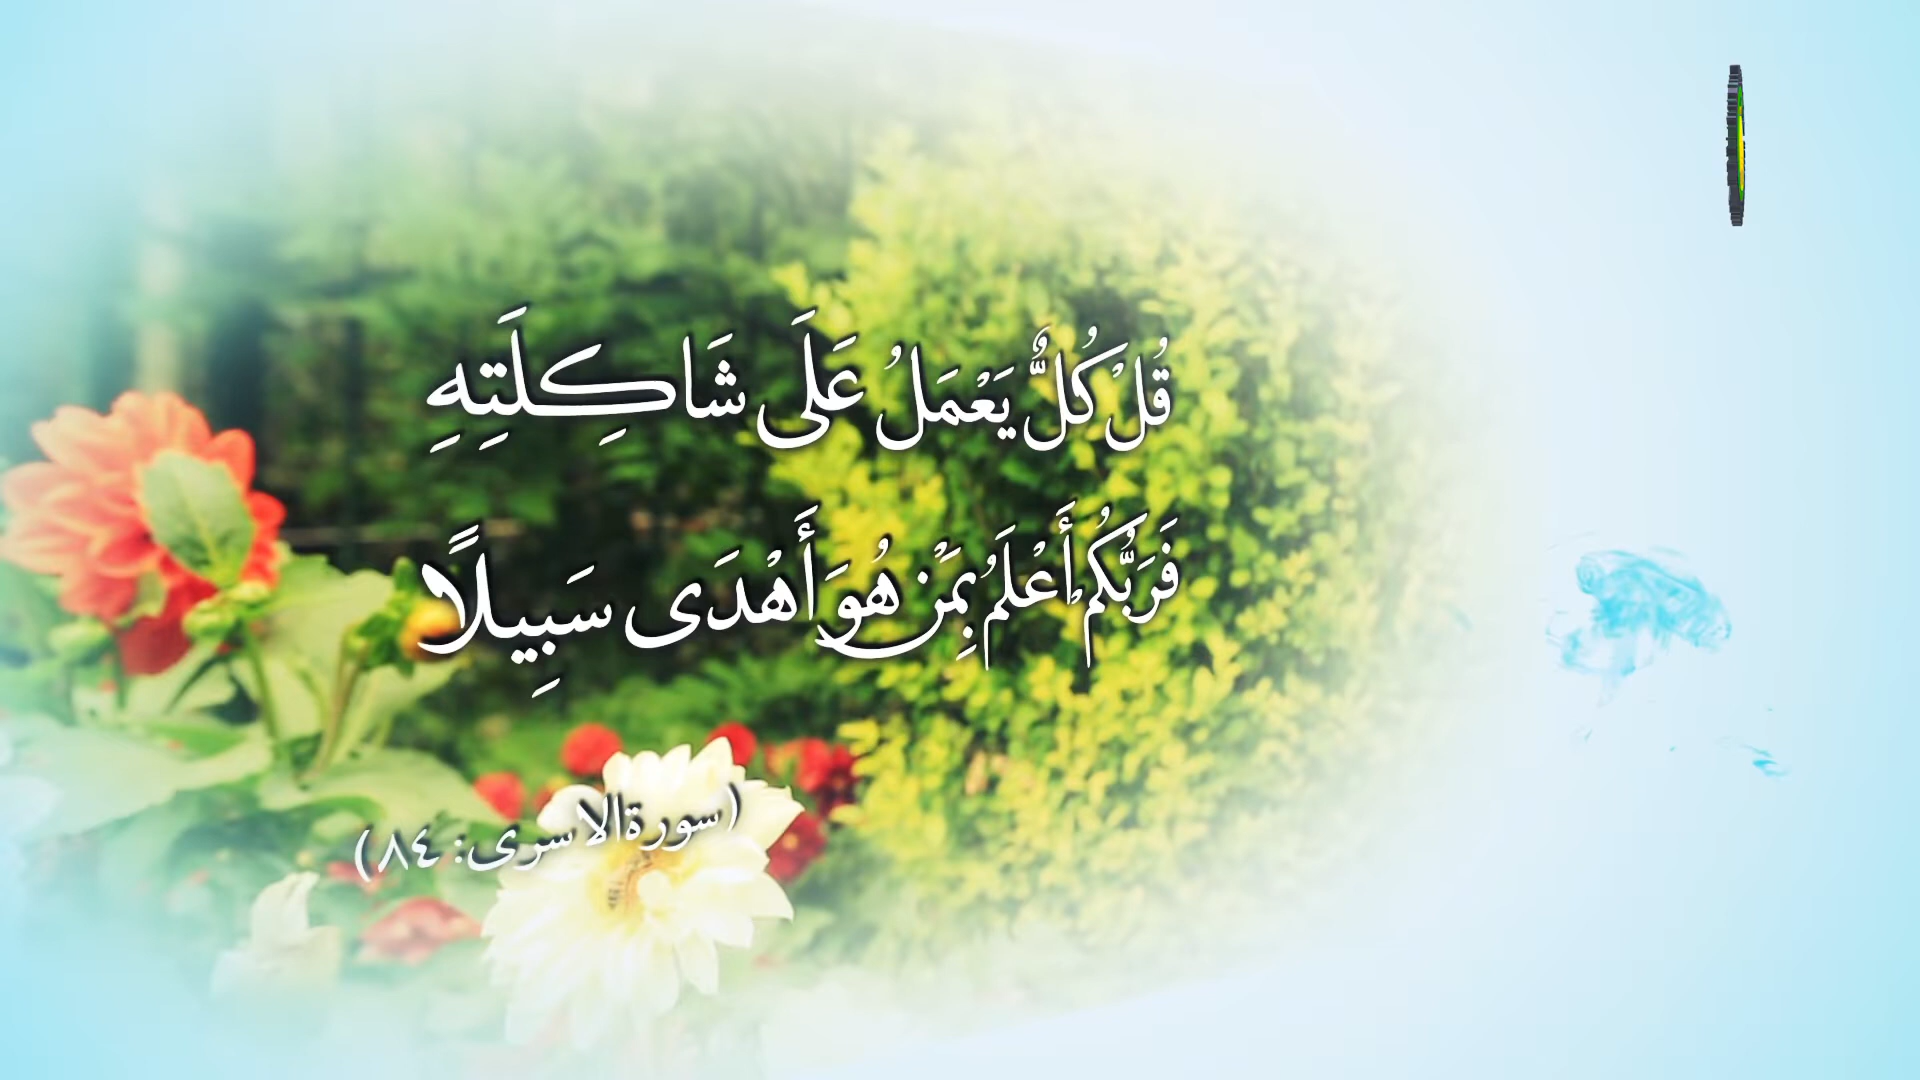 قُلْ كُلٌّ يَعْمَلُ عَلَى شَاكِلَتِهِ
فَرَبُّكُمْ أَعْلَمُ بِمَنْ هُوَ أَهْدَى سَبِيلًا
(سورة الاسرى: ٨٤)